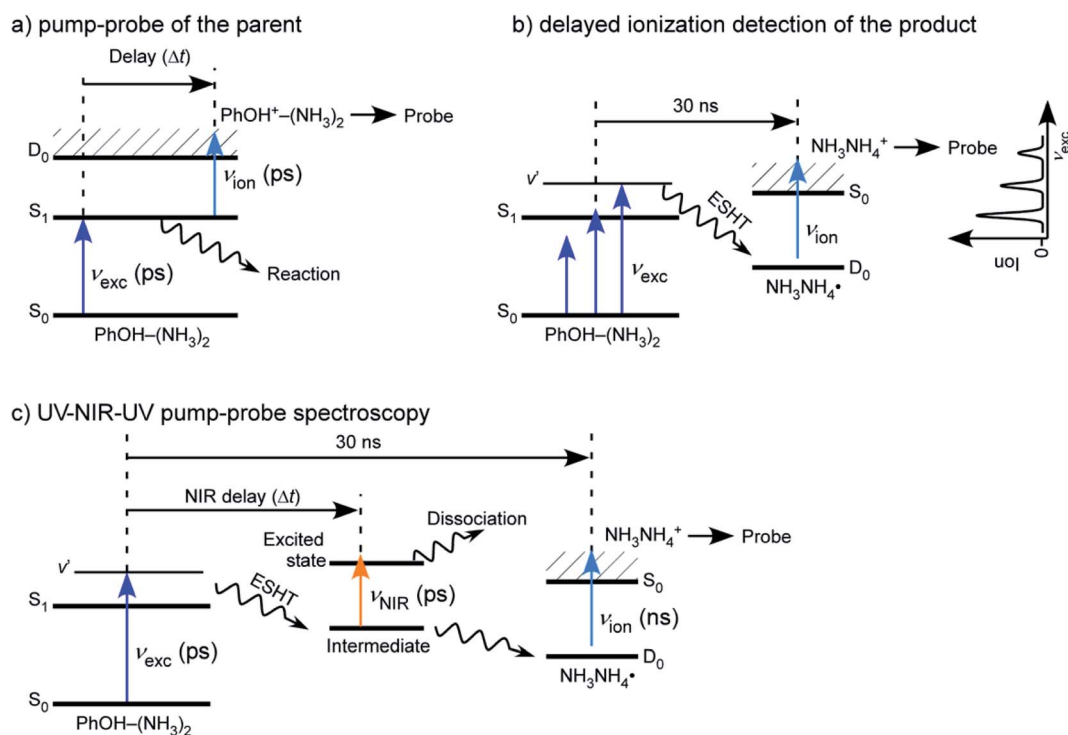 a) pump-probe of the parent
Delay (Δt)
PhOH⁺–(NH₃)₂
Probe
D₀
ν_ion (ps)
S₁
ν_exc (ps)
Reaction
S₀
PhOH–(NH₃)₂
b) delayed ionization detection of the product
30 ns
NH₃NH₄⁺
Probe
ν_exc
v'
S₀
S₁
ESHT
ν_ion
ν_exc
D₀
NH₃NH₄•
Ion
0
S₀
PhOH–(NH₃)₂
c) UV-NIR-UV pump-probe spectroscopy
30 ns
NIR delay (Δt)
Dissociation
NH₃NH₄⁺
Probe
Excited
state
v'
S₀
ESHT
S₁
ν_NIR (ps)
ν_ion (ns)
Intermediate
ν_exc (ps)
D₀
NH₃NH₄•
S₀
PhOH–(NH₃)₂